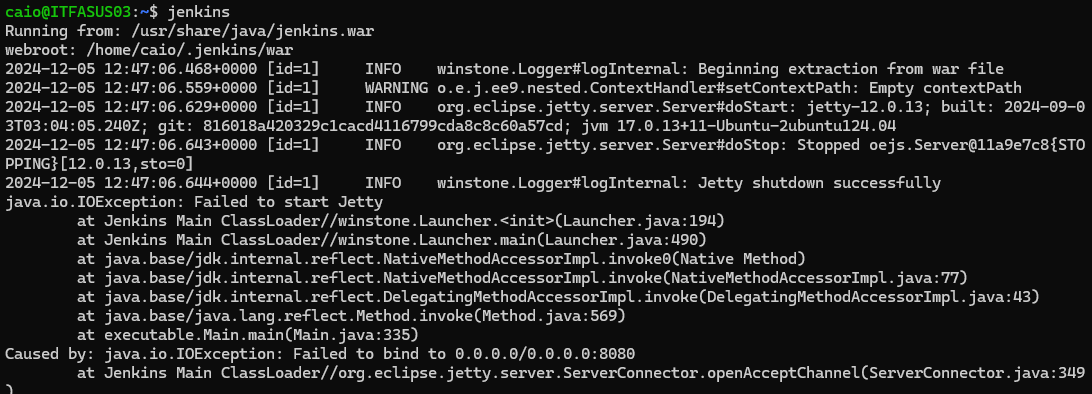 caio@ITFASUS03:~$ jenkins
Running from: /usr/share/java/jenkins.war
webroot: /home/caio/.jenkins/war
2024-12-05 12:47:06.468+0000 [id=1]     INFO    winstone.Logger#logInternal: Beginning extraction from war file
2024-12-05 12:47:06.559+0000 [id=1]     WARNING o.e.j.ee9.nested.ContextHandler#setContextPath: Empty contextPath
2024-12-05 12:47:06.629+0000 [id=1]     INFO    org.eclipse.jetty.server.Server#doStart: jetty-12.0.13; built: 2024-09-0
3T03:04:05.240Z; git: 816018a420329c1cacd4116799cda8c8c60a57cd; jvm 17.0.13+11-Ubuntu-2ubuntu124.04
2024-12-05 12:47:06.643+0000 [id=1]     INFO    org.eclipse.jetty.server.Server#doStop: Stopped oejs.Server@11a9e7c8{STO
PPING}[12.0.13,sto=0]
2024-12-05 12:47:06.644+0000 [id=1]     INFO    winstone.Logger#logInternal: Jetty shutdown successfully
java.io.IOException: Failed to start Jetty
        at Jenkins Main ClassLoader//winstone.Launcher.<init>(Launcher.java:194)
        at Jenkins Main ClassLoader//winstone.Launcher.main(Launcher.java:490)
        at java.base/jdk.internal.reflect.NativeMethodAccessorImpl.invoke0(Native Method)
        at java.base/jdk.internal.reflect.NativeMethodAccessorImpl.invoke(NativeMethodAccessorImpl.java:77)
        at java.base/jdk.internal.reflect.DelegatingMethodAccessorImpl.invoke(DelegatingMethodAccessorImpl.java:43)
        at java.base/java.lang.reflect.Method.invoke(Method.java:569)
        at executable.Main.main(Main.java:335)
Caused by: java.io.IOException: Failed to bind to 0.0.0.0/0.0.0.0:8080
        at Jenkins Main ClassLoader//org.eclipse.jetty.server.ServerConnector.openAcceptChannel(ServerConnector.java:349
)